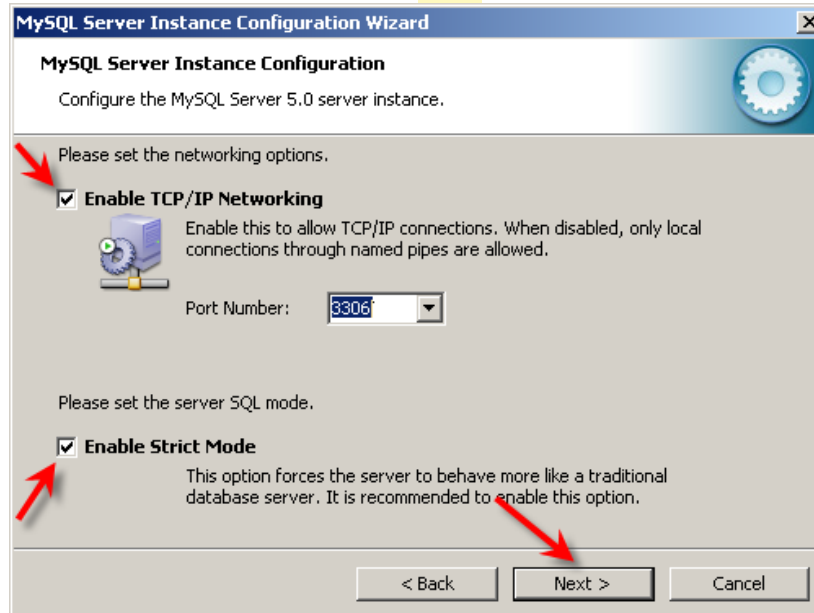 MySQL Server Instance Configuration Wizard
MySQL Server Instance Configuration
Configure the MySQL Server 5.0 server instance.
Please set the networking options.
Enable TCP/IP Networking
Enable this to allow TCP/IP connections. When disabled, only local
connections through named pipes are allowed.
Port Number: 3306
Please set the server SQL mode.
Enable Strict Mode
This option forces the server to behave more like a traditional
database server. It is recommended to enable this option.
< Back Next > Cancel